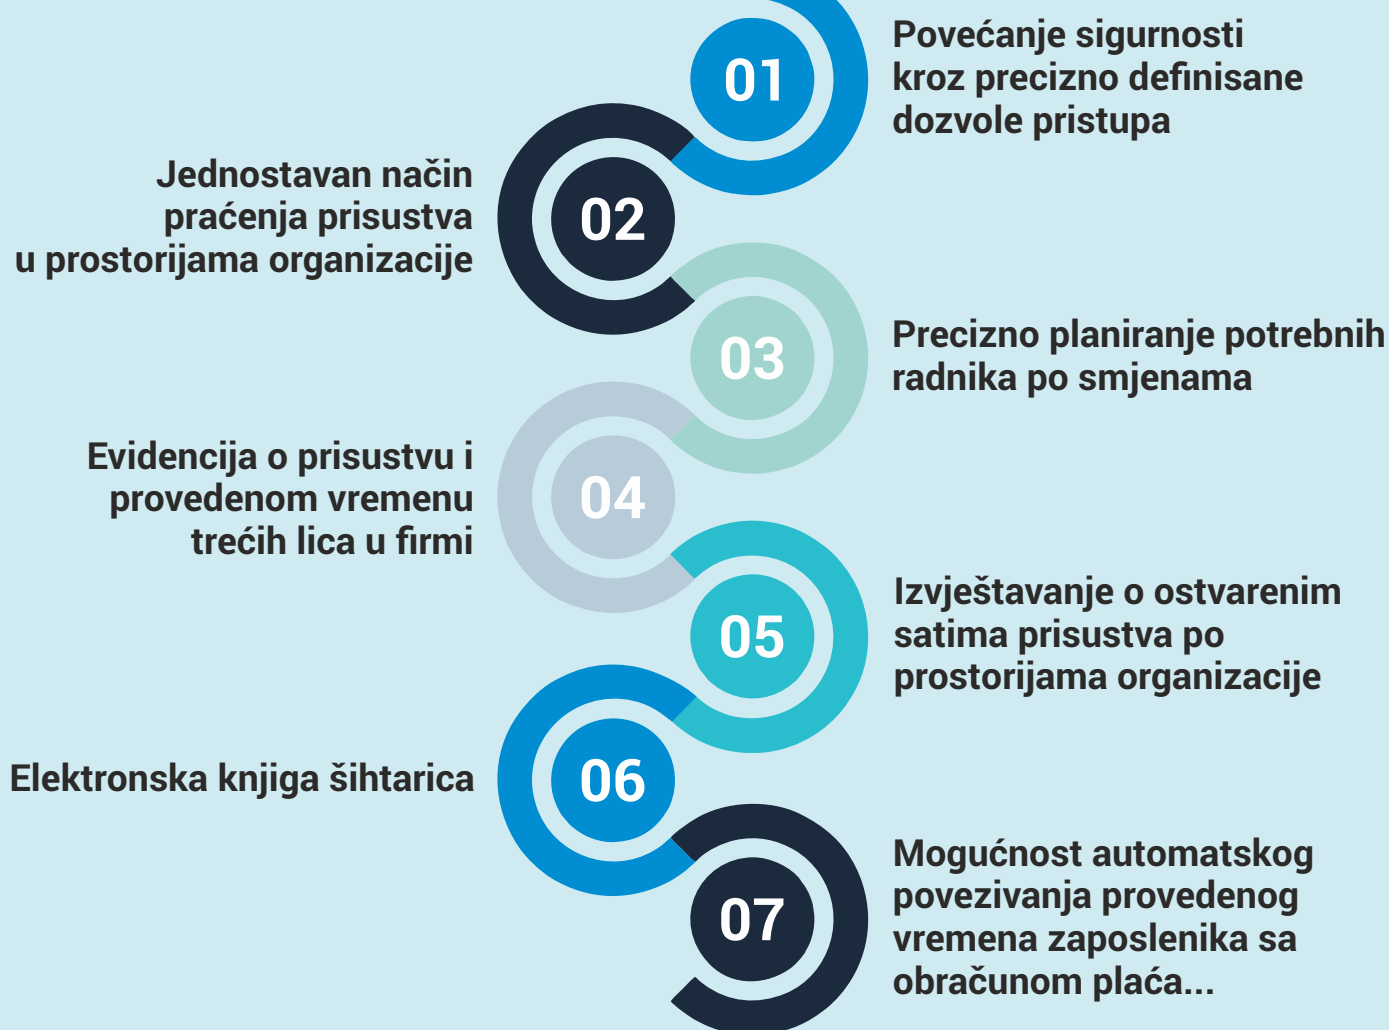 01
Povećanje sigurnosti
kroz precizno definisane
dozvole pristupa
Jednostavan način
praćenja prisustva
u prostorijama organizacije
02
03
Precizno planiranje potrebnih
radnika po smjenama
Evidencija o prisustvu i
provedenom vremenu
trećih lica u firmi
04
05
Izvještavanje o ostvarenim
satima prisustva po
prostorijama organizacije
Elektronska knjiga šihtarica
06
07
Mogućnost automatskog
povezivanja provedenog
vremena zaposlenika sa
obračunom plaća...